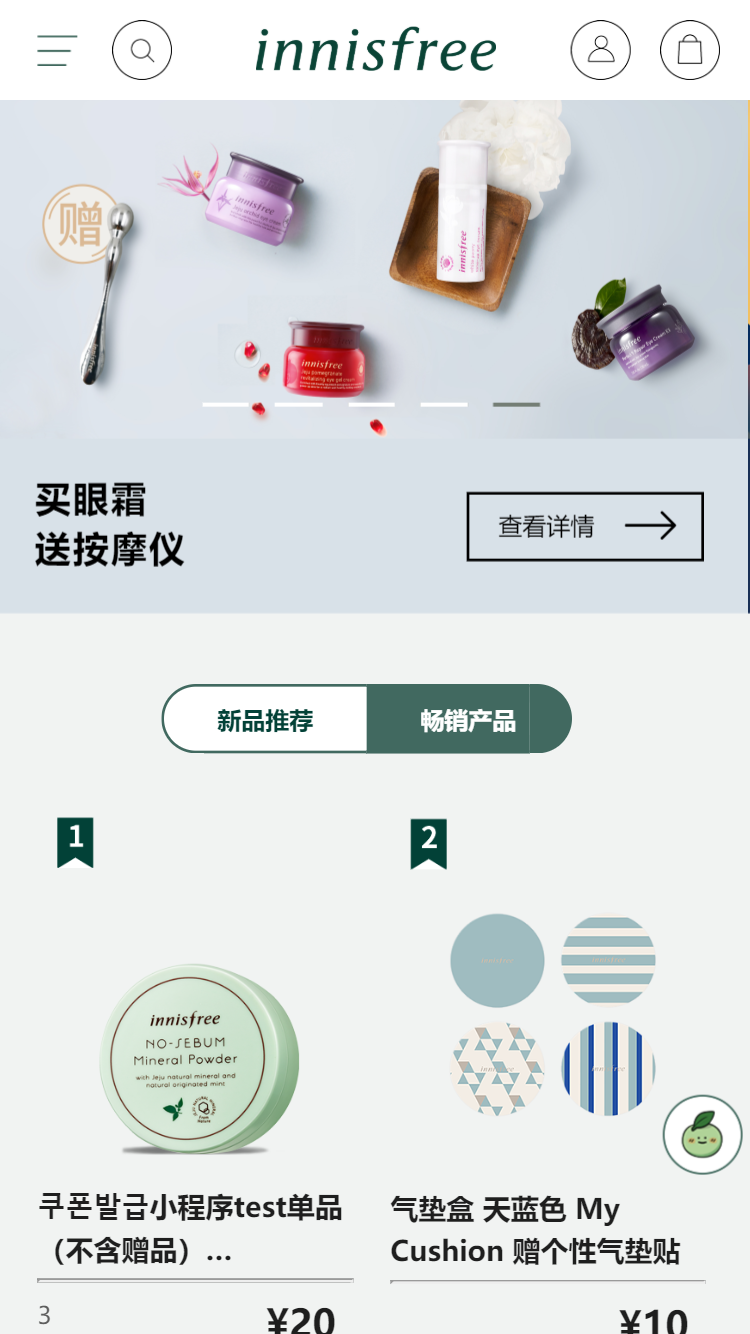 innisfree
赠
innisfree
innisfree
innisfree
买眼霜
送按摩仪
查看详情
新品推荐
畅销产品
1
2
innisfree
NO-SEBUM
Mineral Powder
with Jeju natural mineral and
natural originated mint
쿠폰발급小程序test单品
（不含赠品）...
气垫盒 天蓝色 My
Cushion 赠个性气垫贴
3
¥20
¥10